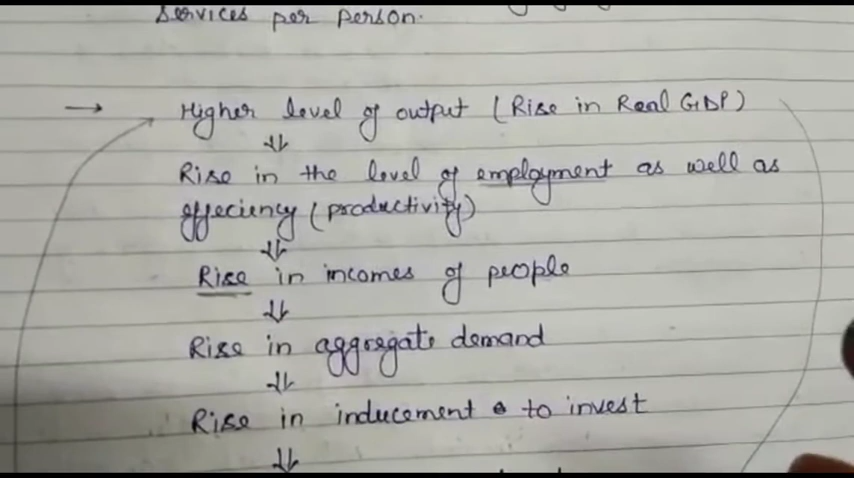 Services per person.
→ Higher level of output (Rise in Real GDP)
⇓
Rise in the level of employment as well as
effeciency (productivity)
⇓
Rise in incomes of people
⇓
Rise in aggregate demand
⇓
Rise in inducement to invest
⇓